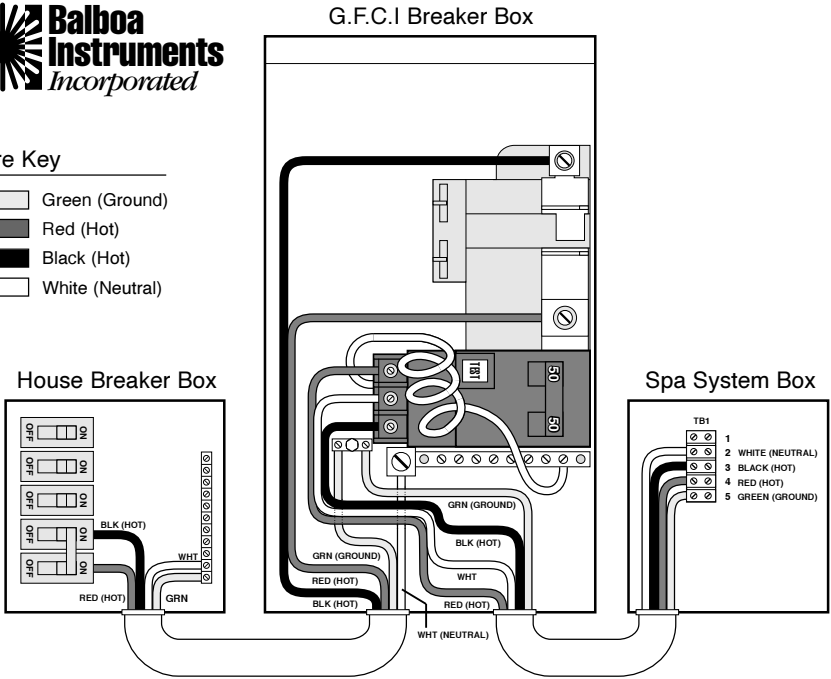 Balboa
Instruments
Incorporated
G.F.C.I Breaker Box
re Key
Green (Ground)
Red (Hot)
Black (Hot)
White (Neutral)
House Breaker Box
OFF ON
OFF ON
OFF ON
OFF ON
OFF ON
BLK (HOT)
WHT
RED (HOT)
GRN
TBT
50
50
GRN (GROUND)
BLK (HOT)
GRN (GROUND)
WHT
RED (HOT)
BLK (HOT)
RED (HOT)
WHT (NEUTRAL)
Spa System Box
TB1
1
2 WHITE (NEUTRAL)
3 BLACK (HOT)
4 RED (HOT)
5 GREEN (GROUND)